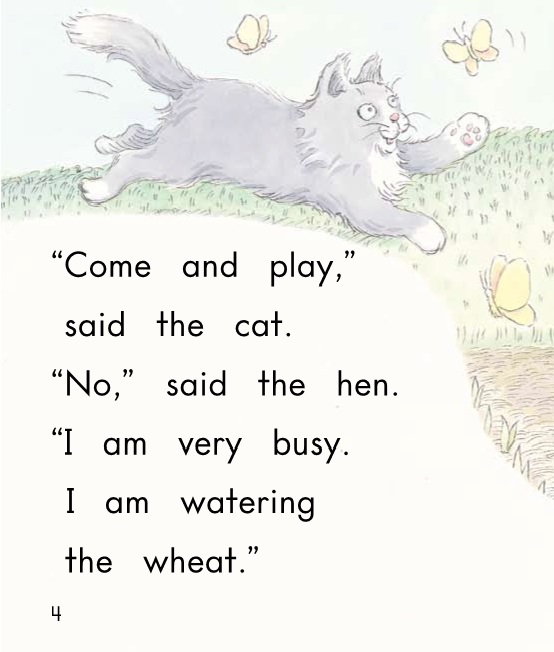 “Come and play,”
said the cat.
“No,” said the hen.
“I am very busy.
I am watering
the wheat.”
4